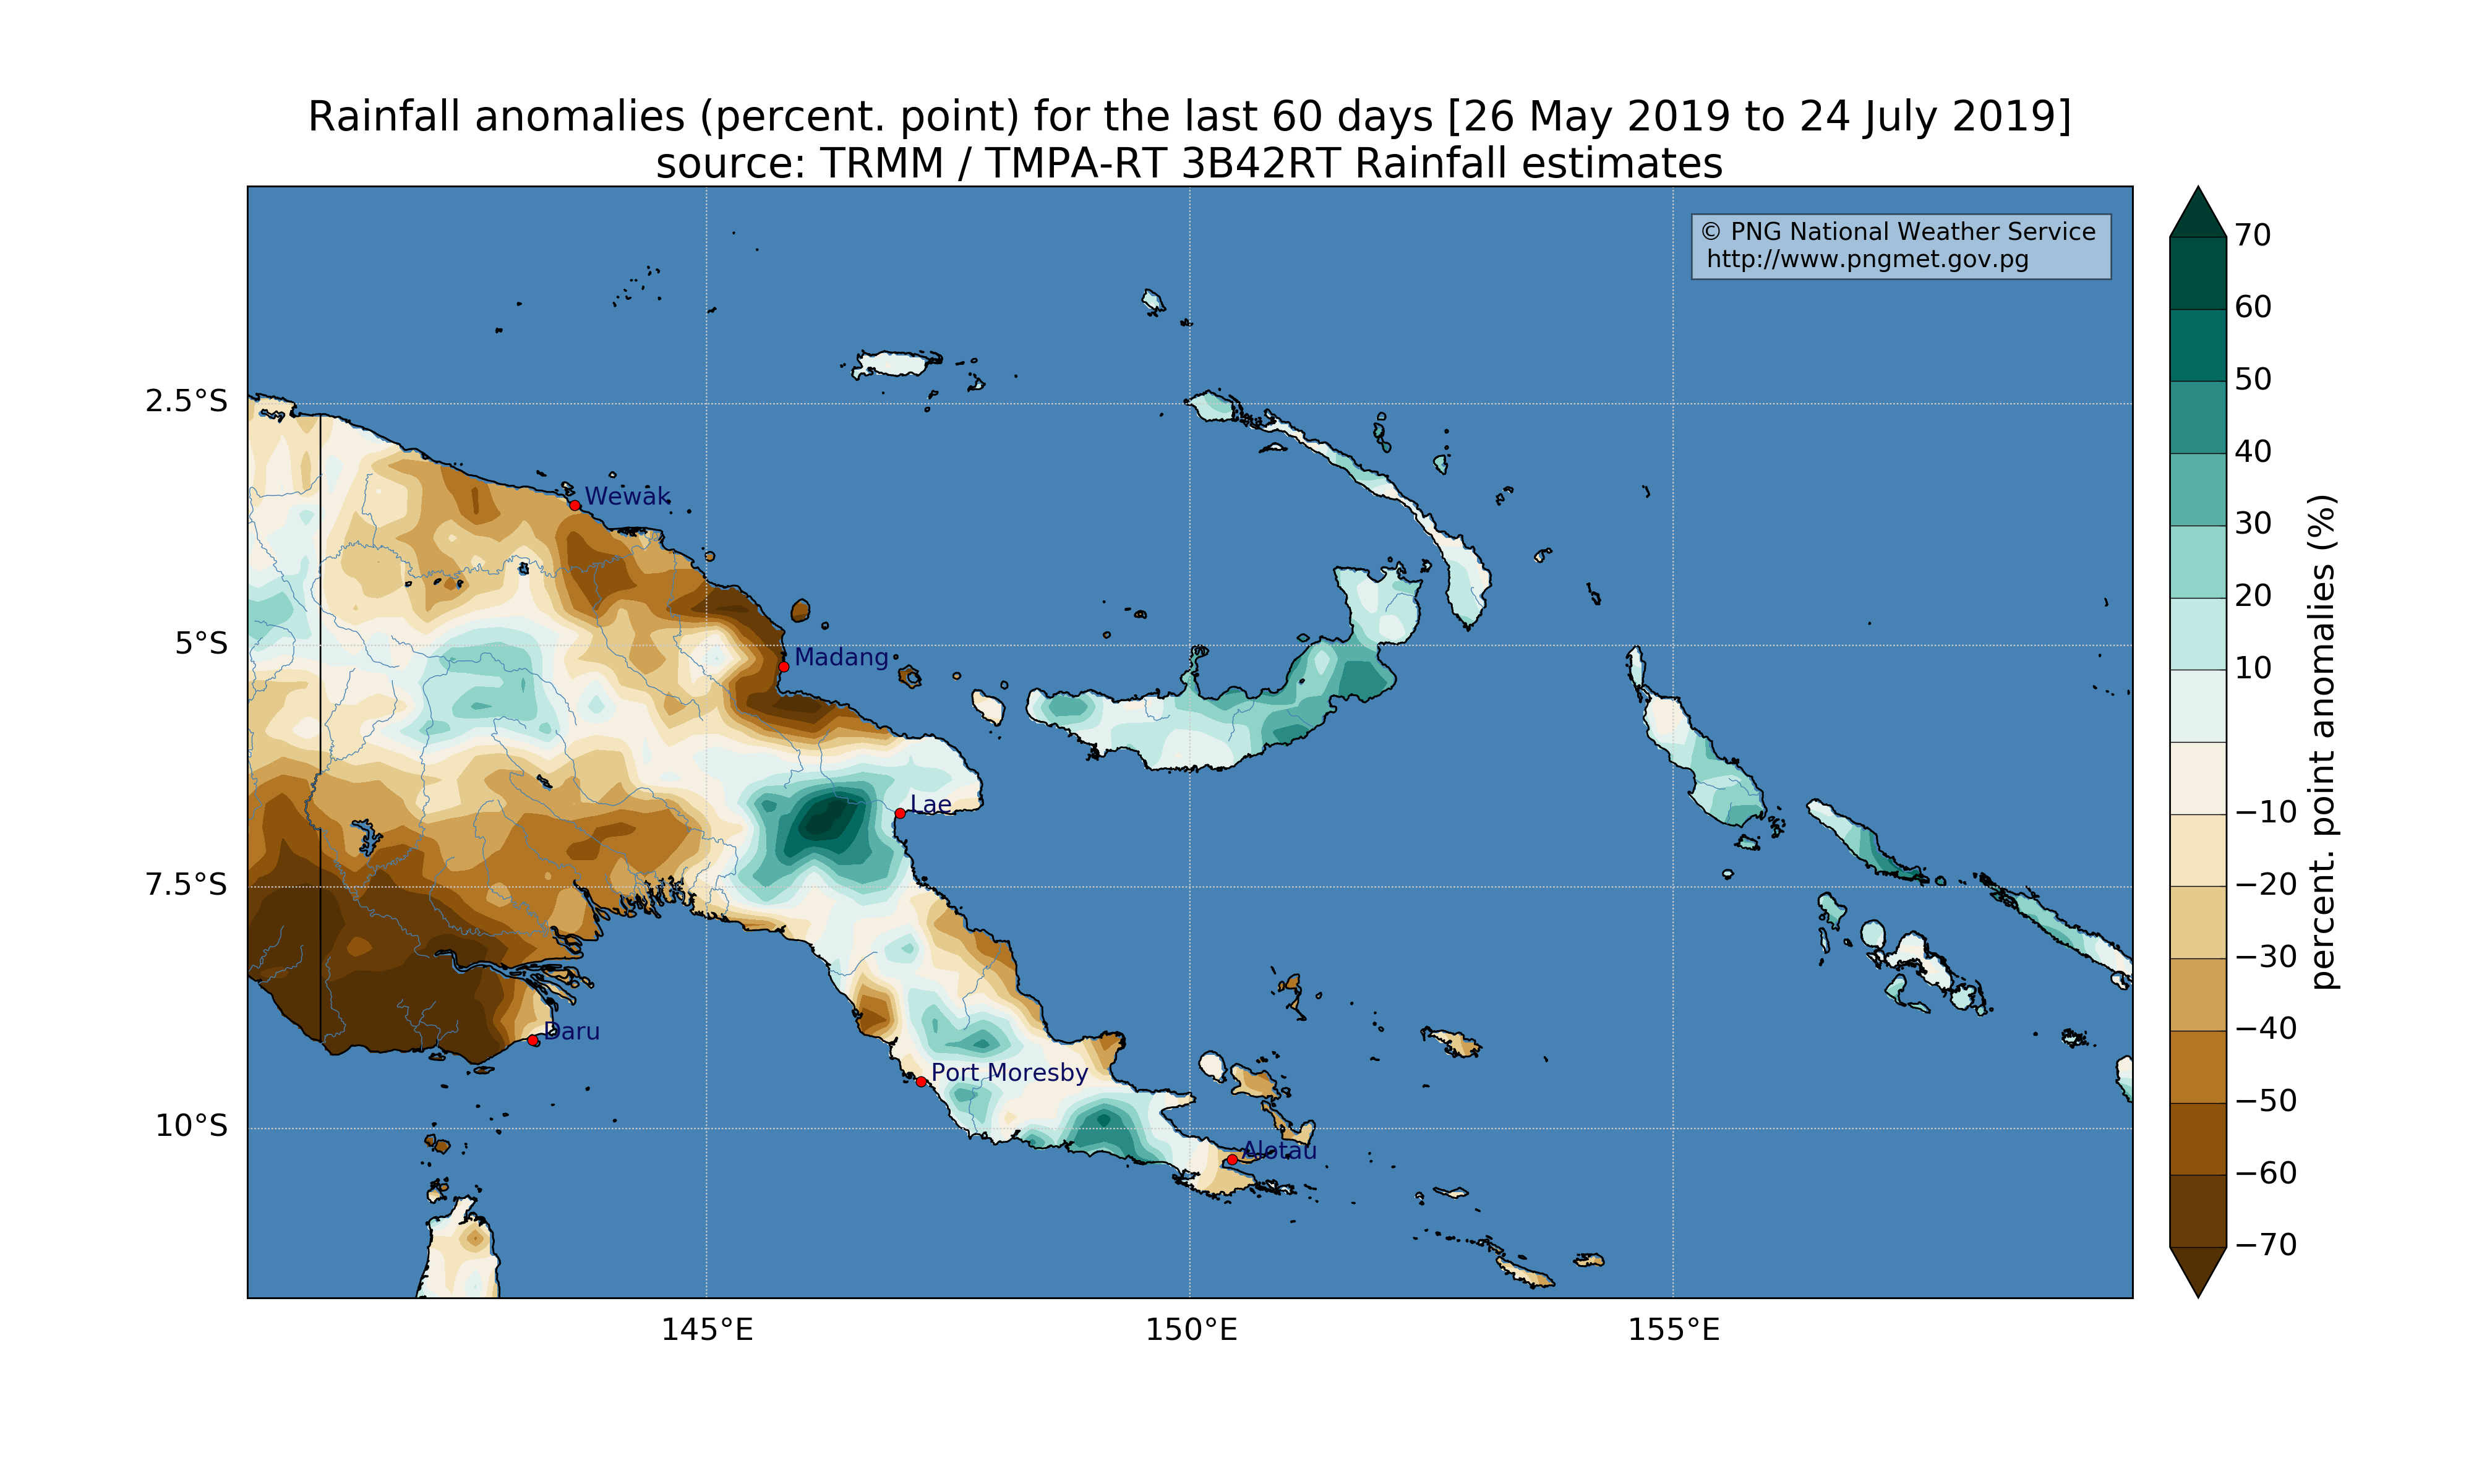 Rainfall anomalies (percent. point) for the last 60 days [26 May 2019 to 24 July 2019]
source: TRMM / TMPA-RT 3B42RT Rainfall estimates
© PNG National Weather Service
http://www.pngmet.gov.pg
2.5°S
5°S
7.5°S
10°S
Wewak
Madang
Lae
Daru
Port Moresby
Alotau
145°E
150°E
155°E
70
60
50
40
30
20
10
−10
−20
−30
−40
−50
−60
−70
percent. point anomalies (%)